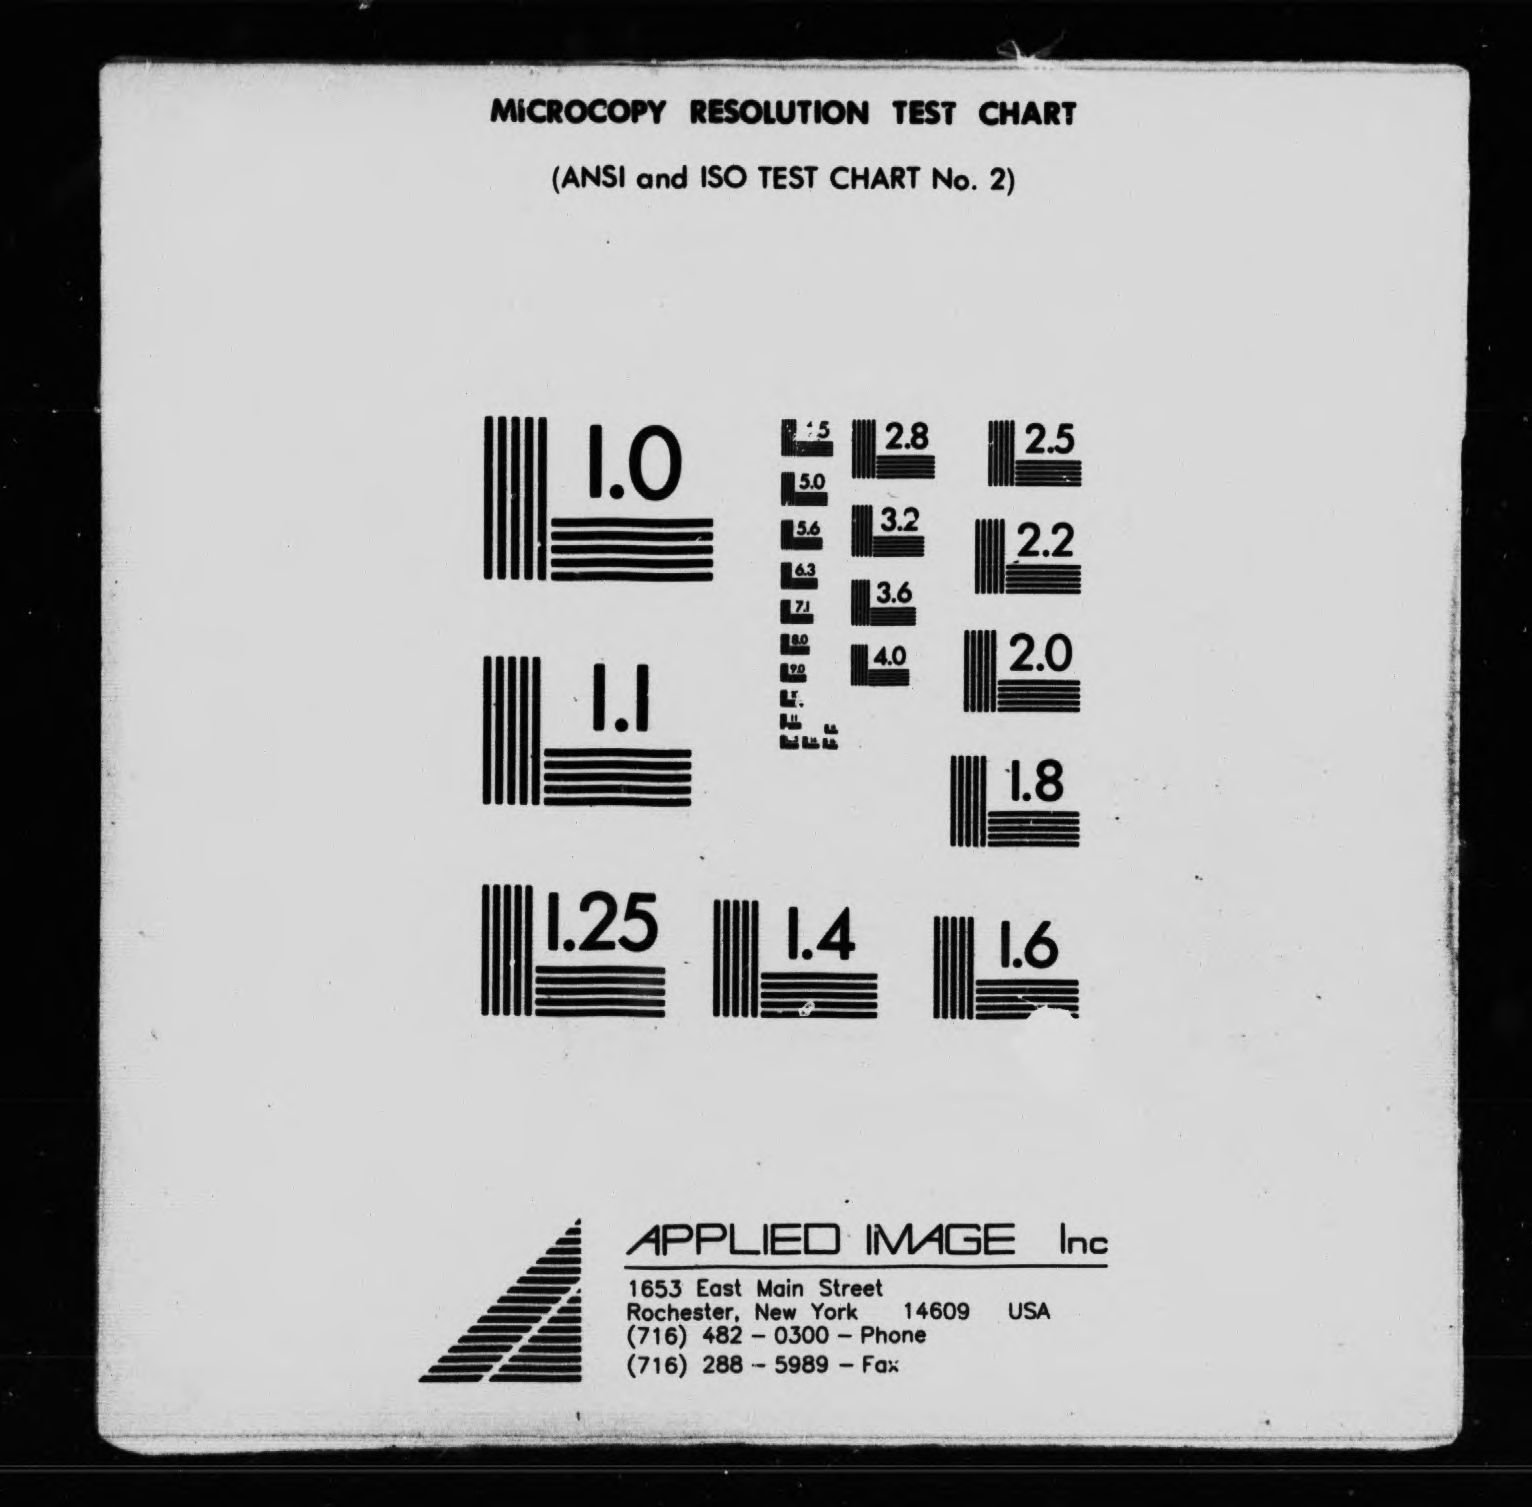 MICROCOPY RESOLUTION TEST CHART
(ANSI and ISO TEST CHART No. 2)
1.0
1.1
1.25
1.4
1.6
1.8
2.0
2.2
2.5
2.8
3.2
3.6
4.0
5.0
5.6
6.3
7.1
8.0
9.0
APPLIED IMAGE Inc
1653 East Main Street
Rochester, New York 14609 USA
(716) 482 - 0300 - Phone
(716) 288 - 5989 - Fax